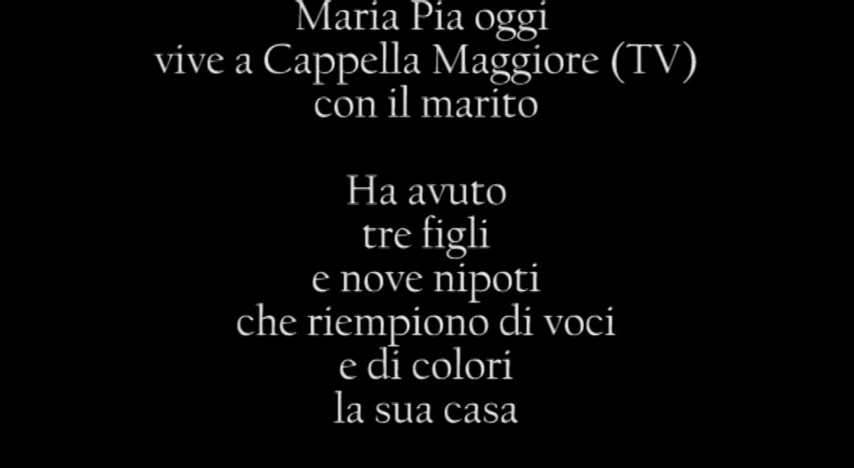 Maria Pia oggi
vive a Cappella Maggiore (TV)
con il marito
Ha avuto
tre figli
e nove nipoti
che riempiono di voci
e di colori
la sua casa